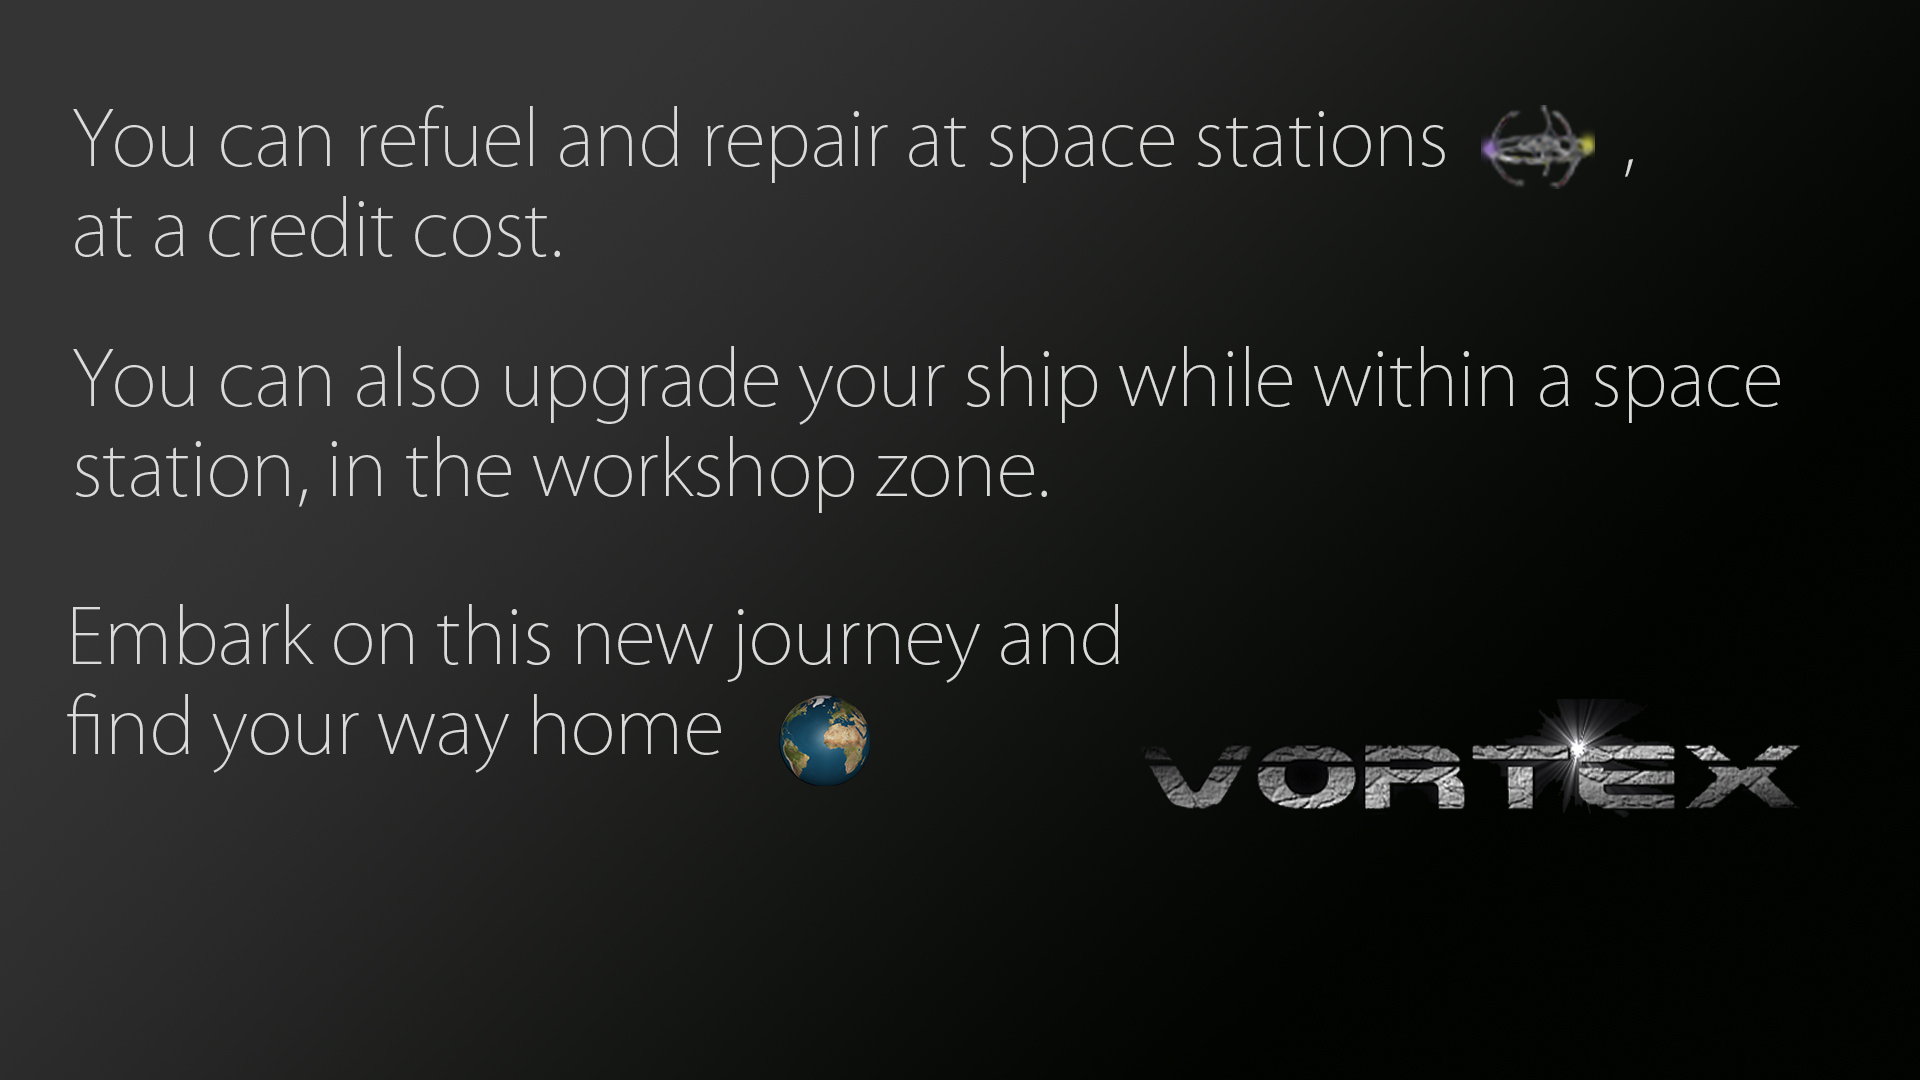 You can refuel and repair at space stations ,
at a credit cost.
You can also upgrade your ship while within a space
station, in the workshop zone.
Embark on this new journey and
find your way home
VORTEX